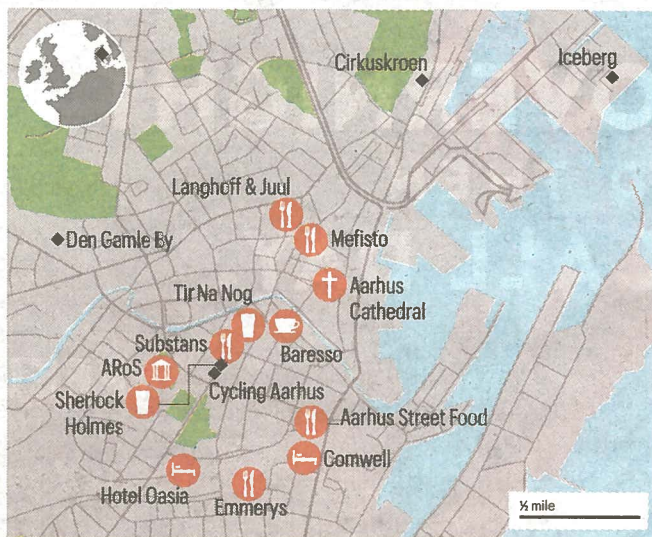 Cirkuskroen
Iceberg
Langhoff & Juul
Mefisto
Den Gamle By
Aarhus
Cathedral
Tir Na Nog
Substans
Baresso
ARoS
Cycling Aarhus
Sherlock
Holmes
Aarhus Street Food
Comwell
Hotel Oasia
Emmerys
½ mile